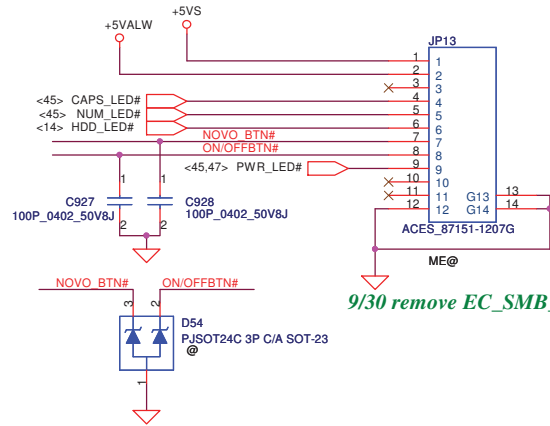 +5VS
+5VALW
JP13
1 1
2 2
3 3
<45> CAPS_LED# 4 4
<45> NUM_LED# 5 5
<14> HDD_LED# 6 6
NOVO_BTN# 7 7
ON/OFFBTN# 8 8
<45,47> PWR_LED# 9 9
10 10
11 11 G13 13
12 12 G14 14
ACES_87151-1207G
ME@
1 1
C927 C928
100P_0402_50V8J 100P_0402_50V8J
2 2
9/30 remove EC_SMB_
NOVO_BTN# ON/OFFBTN#
3 2
D54
PJSOT24C 3P C/A SOT-23
@
1